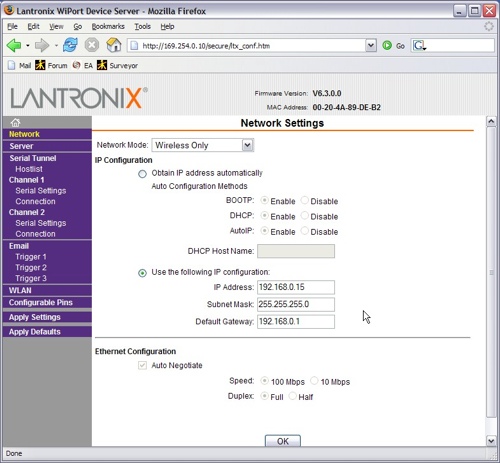 Lantronix WiPort Device Server - Mozilla Firefox
File Edit View Go Bookmarks Tools Help
http://169.254.0.10/secure/ltx_conf.htm Go
Mail Forum EA Surveyor
LANTRONIX®
Firmware Version: V6.3.0.0
MAC Address: 00-20-4A-89-DE-B2
Network
Server
Serial Tunnel
Hostlist
Channel 1
Serial Settings
Connection
Channel 2
Serial Settings
Connection
Email
Trigger 1
Trigger 2
Trigger 3
WLAN
Configurable Pins
Apply Settings
Apply Defaults
Network Settings
Network Mode: Wireless Only
IP Configuration
Obtain IP address automatically
Auto Configuration Methods
BOOTP: Enable Disable
DHCP: Enable Disable
AutoIP: Enable Disable
DHCP Host Name:
Use the following IP configuration:
IP Address: 192.168.0.15
Subnet Mask: 255.255.255.0
Default Gateway: 192.168.0.1
Ethernet Configuration
Auto Negotiate
Speed: 100 Mbps 10 Mbps
Duplex: Full Half
OK
Done